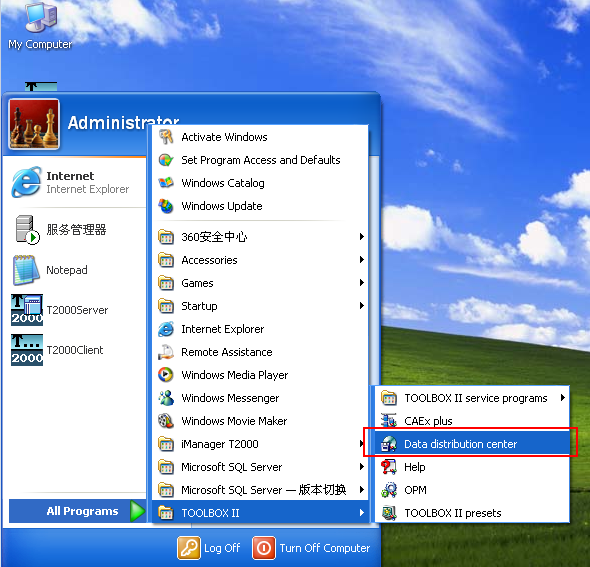 My Computer
T
Administrator
Internet
Internet Explorer
服务管理器
Notepad
T
2000
T2000Server
T...
2000
T2000Client
All Programs
Activate Windows
Set Program Access and Defaults
Windows Catalog
Windows Update
360安全中心
Accessories
Games
Startup
Internet Explorer
Remote Assistance
Windows Media Player
Windows Messenger
Windows Movie Maker
iManager T2000
Microsoft SQL Server
Microsoft SQL Server — 版本切换
TOOLBOX II
TOOLBOX II service programs
CAEx plus
Data distribution center
Help
OPM
TOOLBOX II presets
Log Off
Turn Off Computer